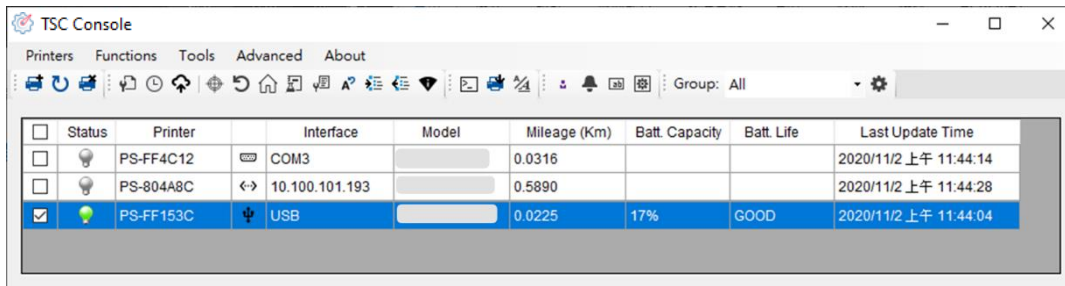 TSC Console
Printers Functions Tools Advanced About
Group: All
Status Printer Interface Model Mileage (Km) Batt. Capacity Batt. Life Last Update Time
PS-FF4C12 COM3 0.0316 2020/11/2 上午 11:44:14
PS-804A8C 10.100.101.193 0.5890 2020/11/2 上午 11:44:28
PS-FF153C USB 0.0225 17% GOOD 2020/11/2 上午 11:44:04